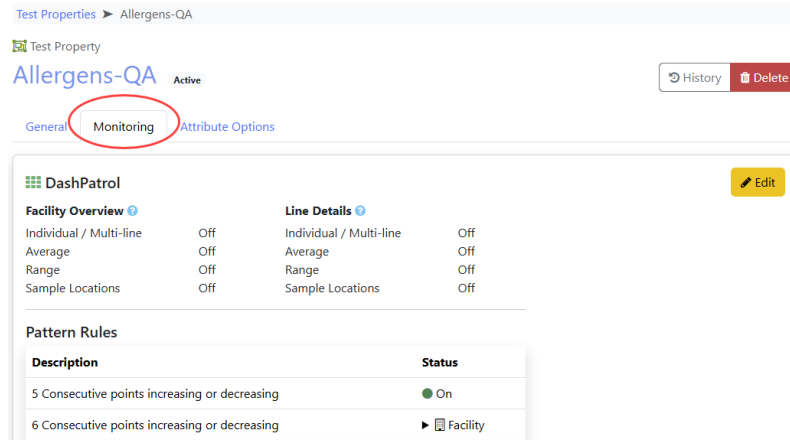 Test Properties ➤ Allergens-QA
Test Property
Allergens-QA Active
History Delete
General Monitoring Attribute Options
DashPatrol
Edit
Facility Overview Line Details
Individual / Multi-line Off Individual / Multi-line Off
Average Off Average Off
Range Off Range Off
Sample Locations Off Sample Locations Off
Pattern Rules
Description Status
5 Consecutive points increasing or decreasing On
6 Consecutive points increasing or decreasing ▶ Facility